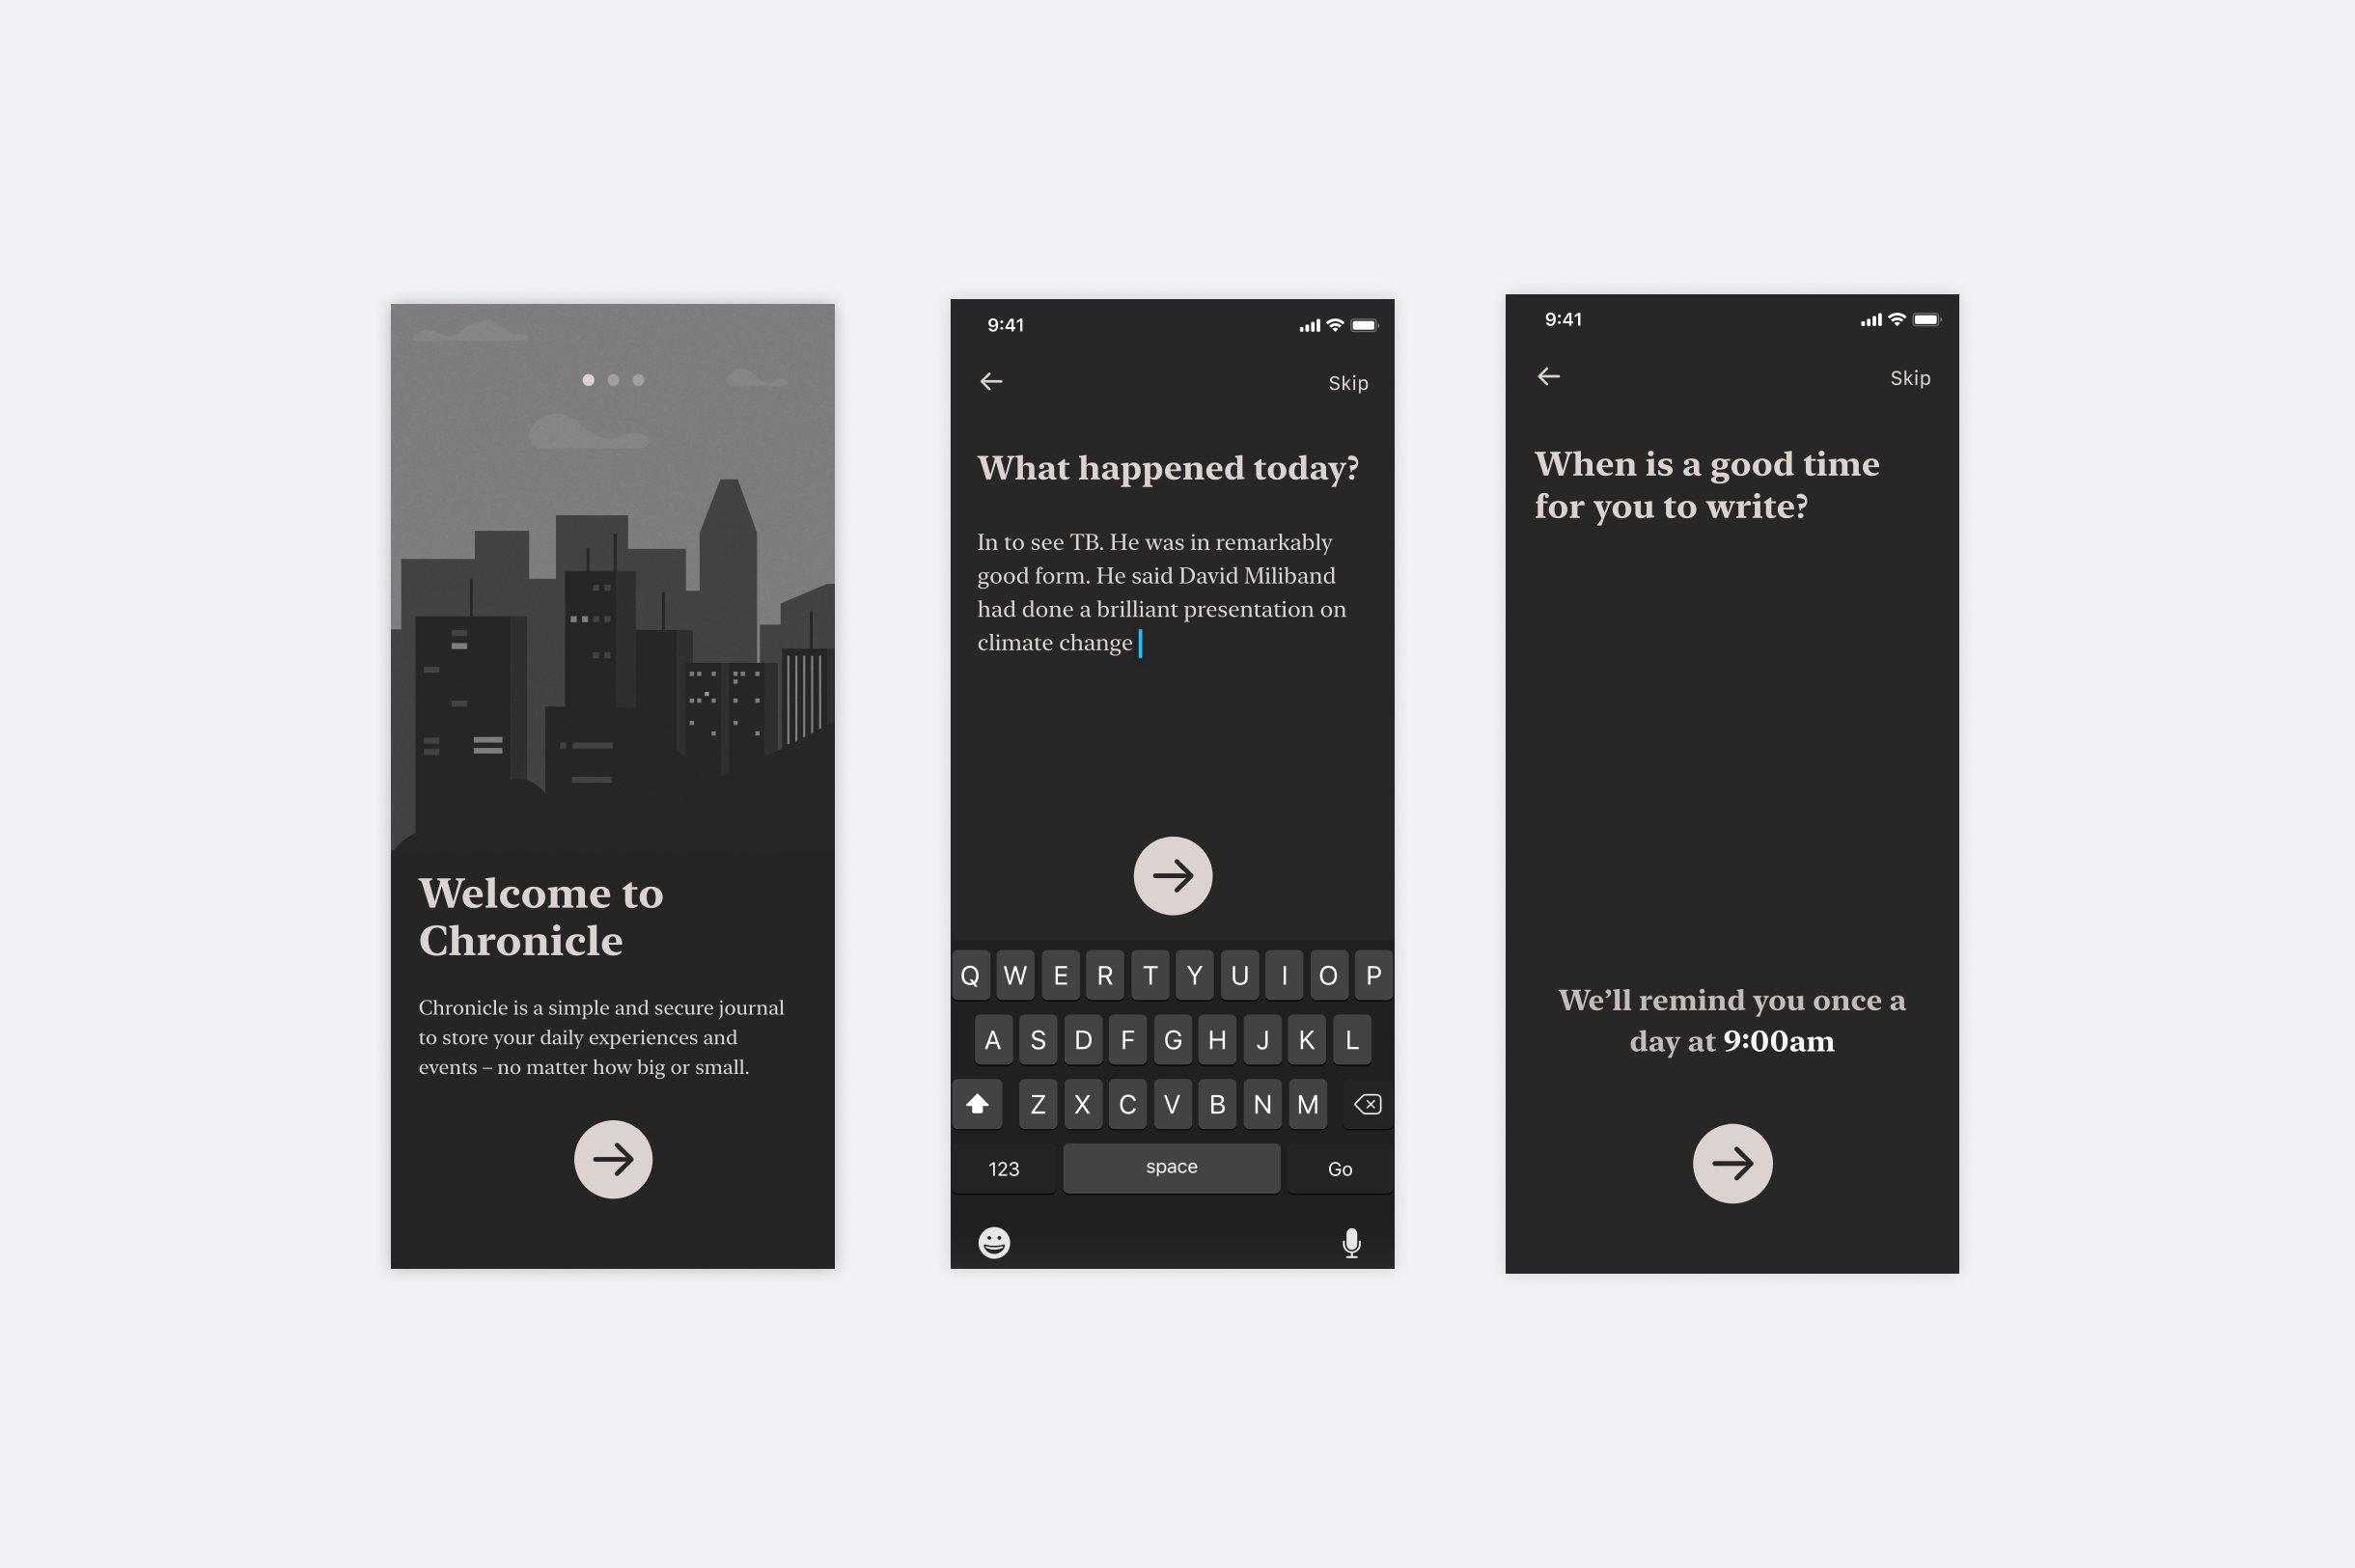 Welcome to
Chronicle
Chronicle is a simple and secure journal
to store your daily experiences and
events – no matter how big or small.
9:41
Skip
What happened today?
In to see TB. He was in remarkably
good form. He said David Miliband
had done a brilliant presentation on
climate change
Q W E R T Y U I O P
A S D F G H J K L
Z X C V B N M
123 space Go
9:41
Skip
When is a good time
for you to write?
We’ll remind you once a
day at 9:00am